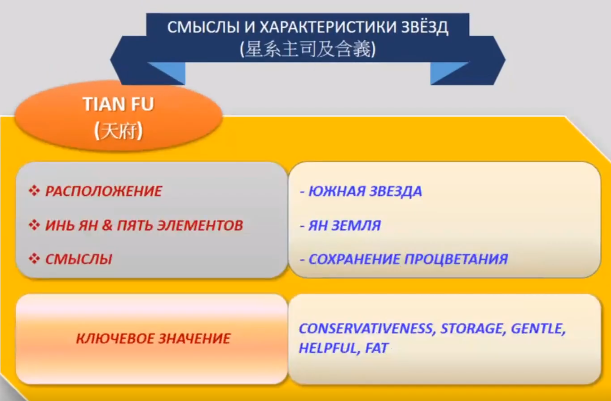 СМЫСЛЫ И ХАРАКТЕРИСТИКИ ЗВЁЗД
(星系主司及含義)
TIAN FU
(天府)
❖ РАСПОЛОЖЕНИЕ
- ЮЖНАЯ ЗВЕЗДА
❖ ИНЬ ЯН & ПЯТЬ ЭЛЕМЕНТОВ
- ЯН ЗЕМЛЯ
❖ СМЫСЛЫ
- СОХРАНЕНИЕ ПРОЦВЕТАНИЯ
КЛЮЧЕВОЕ ЗНАЧЕНИЕ
CONSERVATIVENESS, STORAGE, GENTLE,
HELPFUL, FAT